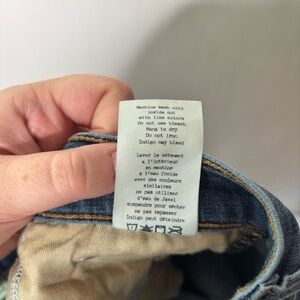 Machine wash cold
inside out
with like colors
Do not use bleach
Hang to dry
Do not iron
Indigo may bleed
Laver le vêtement
à l'intérieur
en machine
à l'eau froide
avec des couleurs
similaires
ne pas utiliser
d'eau de Javel
suspendre pour sécher
ne pas repasser
Indigo peut déteindre